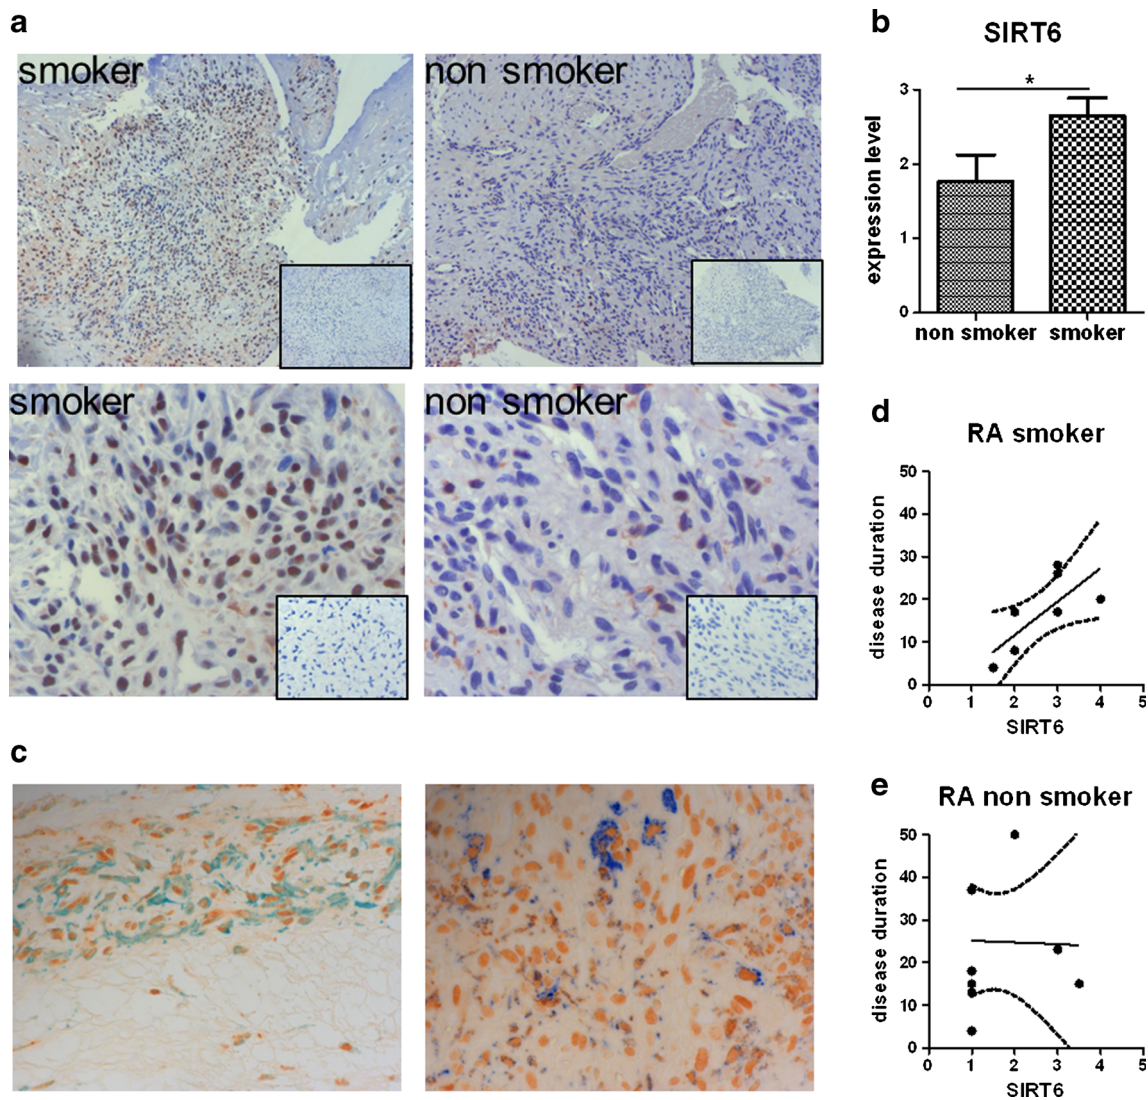 a
smoker
non smoker
smoker
non smoker
b
SIRT6
*
expression level
3
2
1
0
non smoker
smoker
c
d
RA smoker
disease duration
50
40
30
20
10
0
0 1 2 3 4 5
SIRT6
e
RA non smoker
disease duration
50
40
30
20
10
0
0 1 2 3 4 5
SIRT6